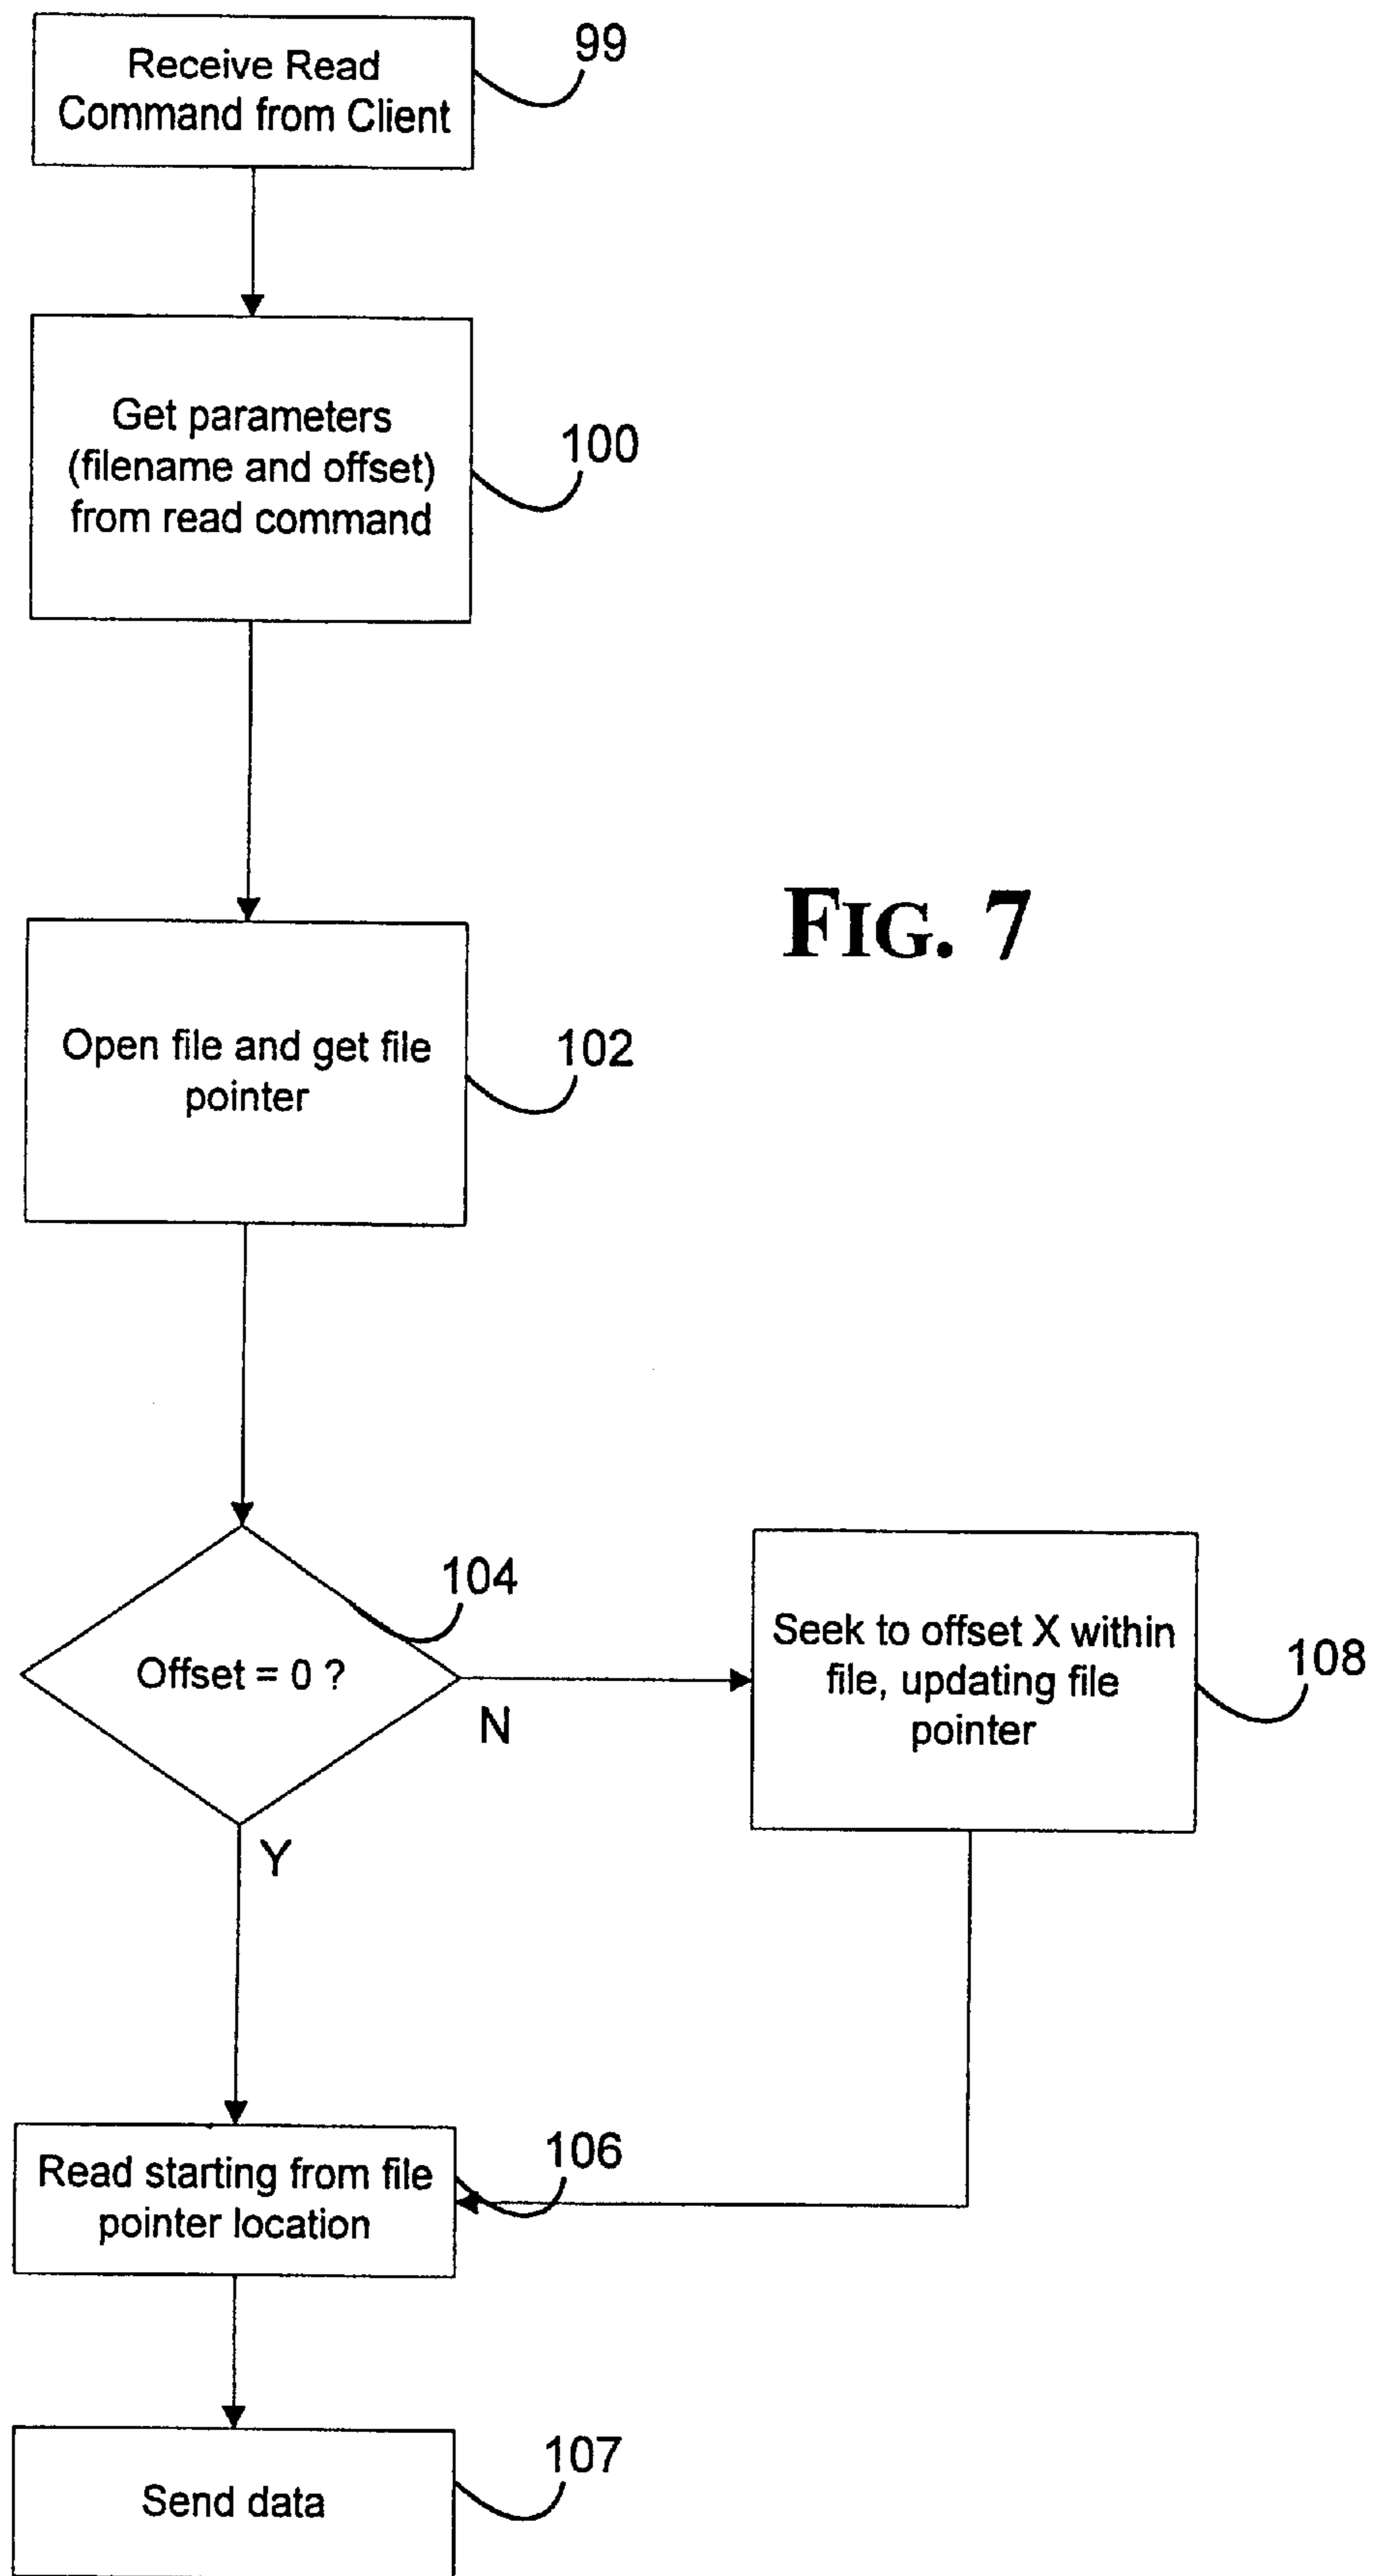 Receive Read
Command from Client
99
Get parameters
(filename and offset)
from read command
100
FIG. 7
Open file and get file
pointer
102
104
Offset = 0 ?
N
Y
Seek to offset X within
file, updating file
pointer
108
Read starting from file
pointer location
106
Send data
107